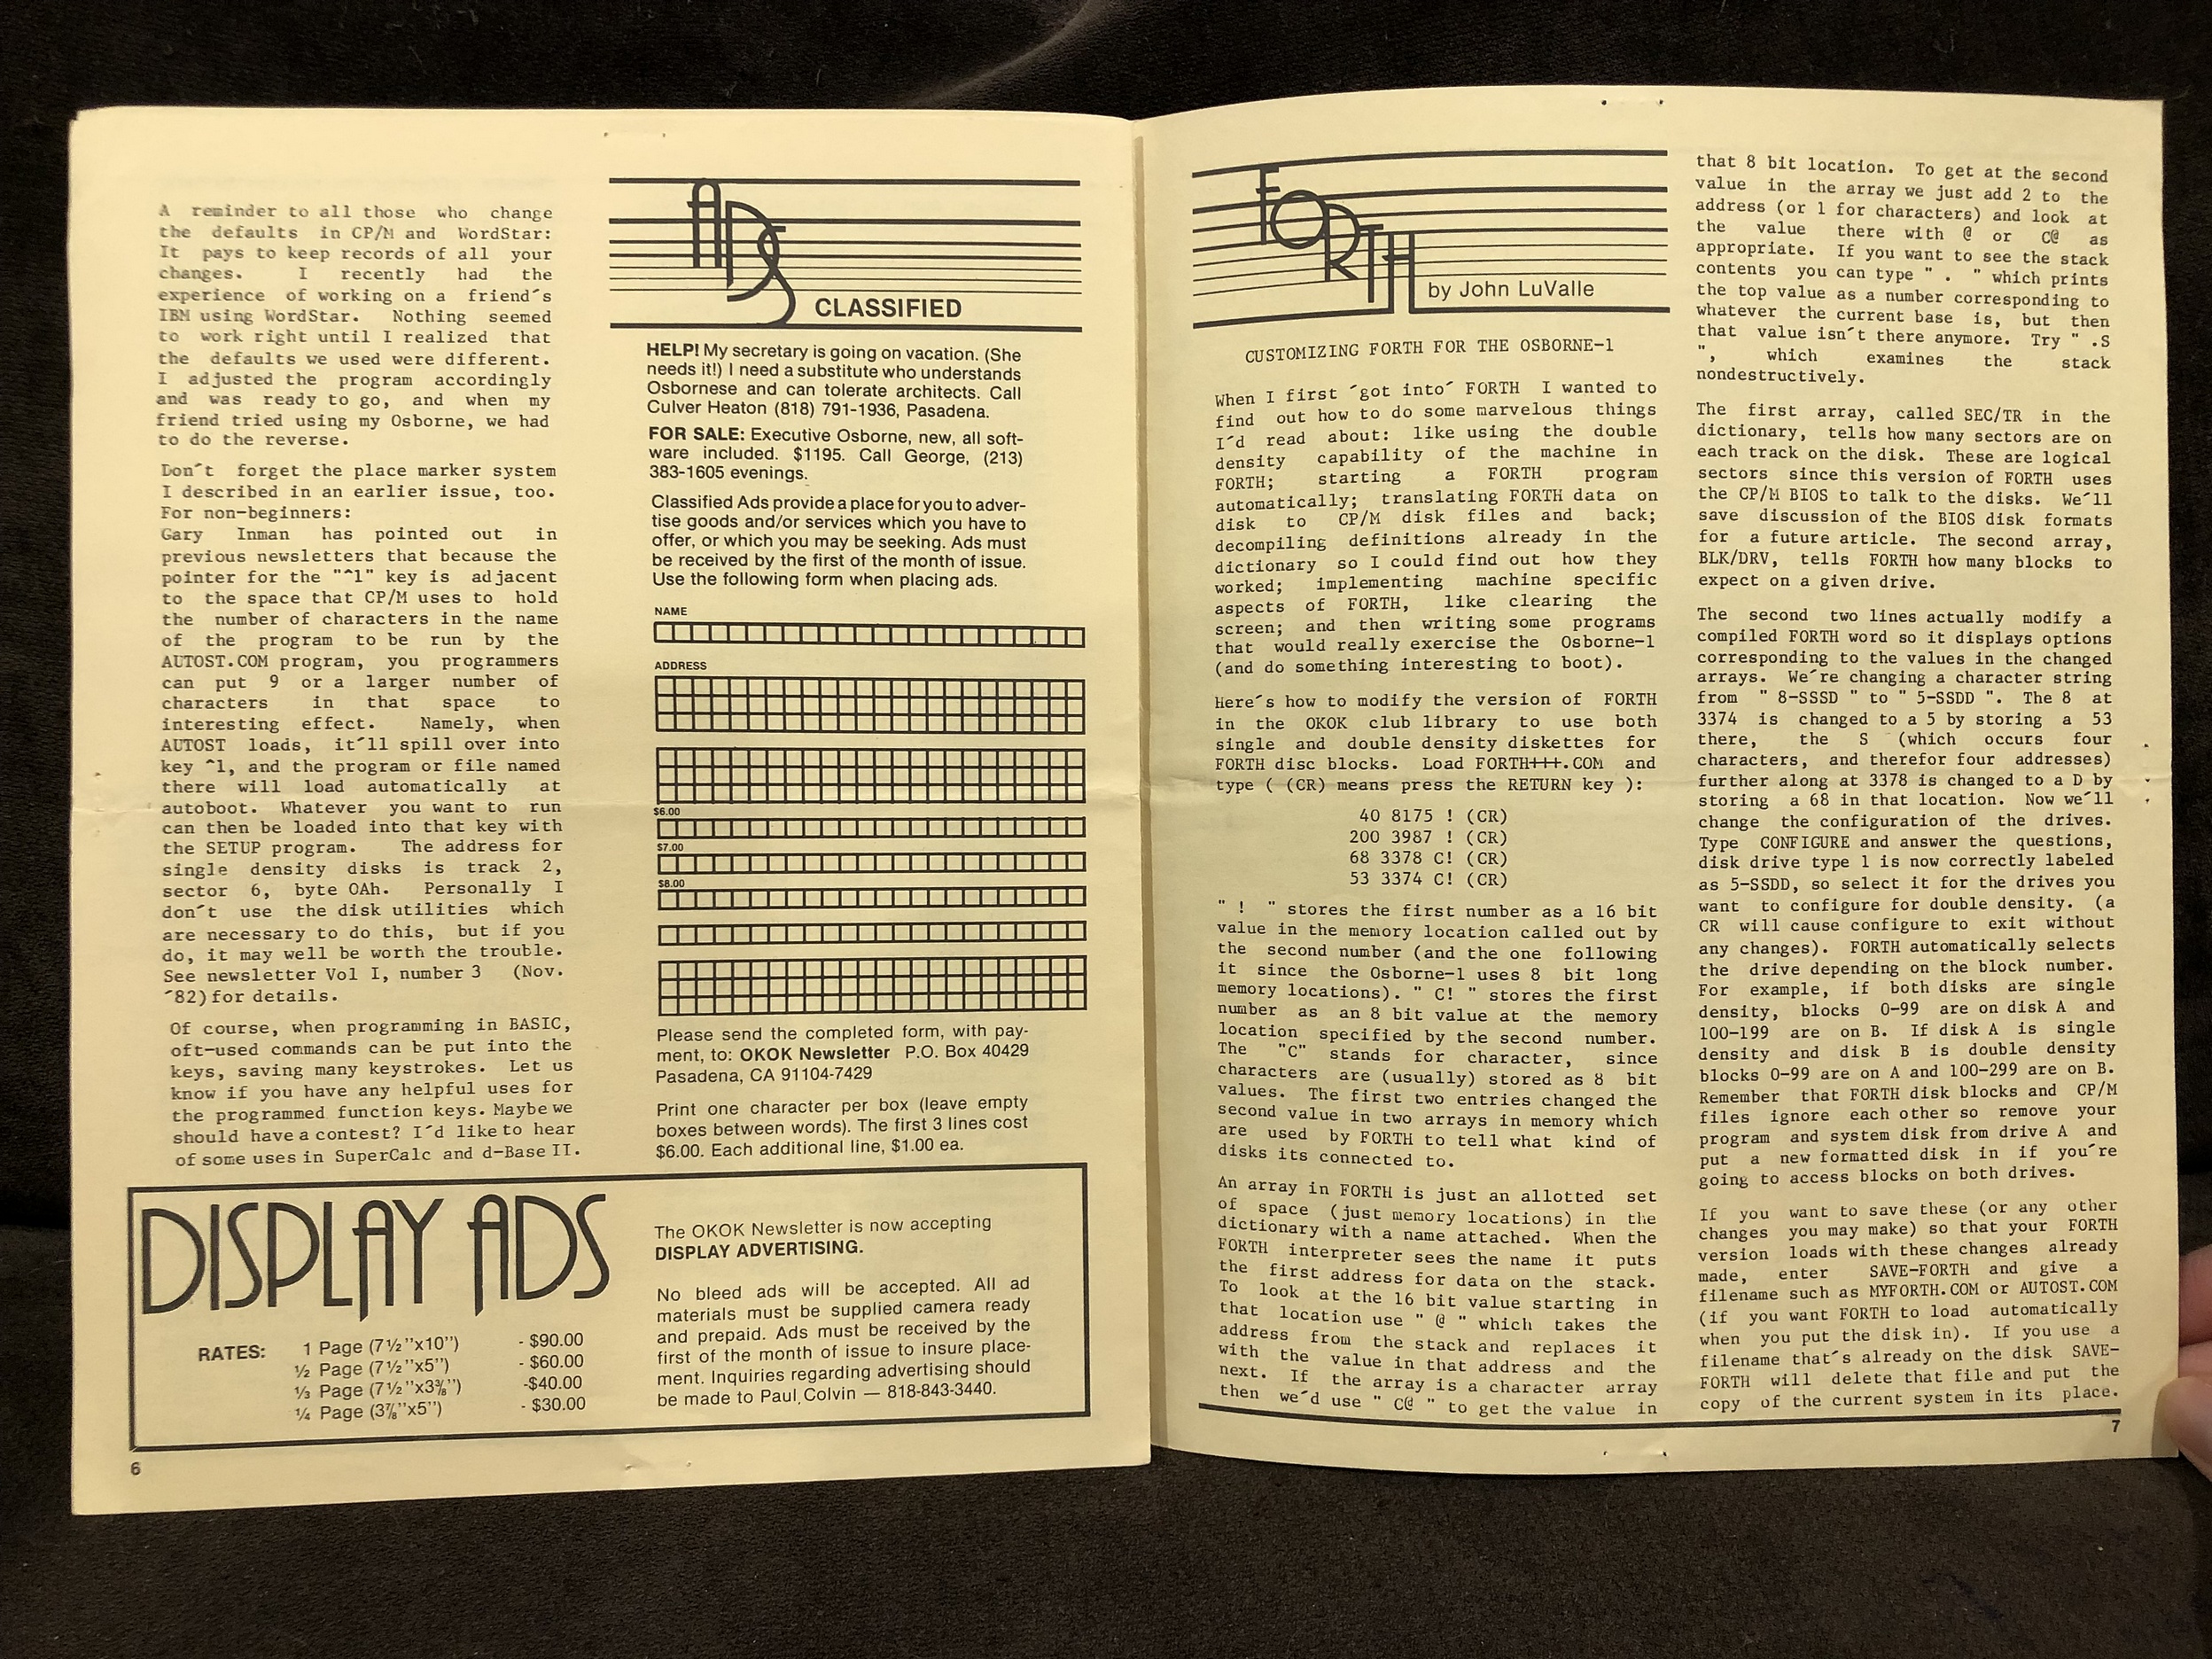 A reminder to all those who change
the defaults in CP/M and WordStar:
It pays to keep records of all your
changes. I recently had the
experience of working on a friend´s
IBM using WordStar. Nothing seemed
to work right until I realized that
the defaults we used were different.
I adjusted the program accordingly
and was ready to go, and when my
friend tried using my Osborne, we had
to do the reverse.
Don´t forget the place marker system
I described in an earlier issue, too.
For non-beginners:
Gary Inman has pointed out in
previous newsletters that because the
pointer for the "^1" key is adjacent
to the space that CP/M uses to hold
the number of characters in the name
of the program to be run by the
AUTOST.COM program, you programmers
can put 9 or a larger number of
characters in that space to
interesting effect. Namely, when
AUTOST loads, it´ll spill over into
key ^1, and the program or file named
there will load automatically at
autoboot. Whatever you want to run
can then be loaded into that key with
the SETUP program. The address for
single density disks is track 2,
sector 6, byte 0Ah. Personally I
don´t use the disk utilities which
are necessary to do this, but if you
do, it may well be worth the trouble.
See newsletter Vol I, number 3 (Nov.
´82) for details.
Of course, when programming in BASIC,
oft-used commands can be put into the
keys, saving many keystrokes. Let us
know if you have any helpful uses for
the programmed function keys. Maybe we
should have a contest? I´d like to hear
of some uses in SuperCalc and d-Base II.
ADS
CLASSIFIED
HELP! My secretary is going on vacation. (She
needs it!) I need a substitute who understands
Osbornese and can tolerate architects. Call
Culver Heaton (818) 791-1936, Pasadena.
FOR SALE: Executive Osborne, new, all soft-
ware included. $1195. Call George, (213)
383-1605 evenings.
Classified Ads provide a place for you to adver-
tise goods and/or services which you have to
offer, or which you may be seeking. Ads must
be received by the first of the month of issue.
Use the following form when placing ads.
NAME
ADDRESS
$6.00
$7.00
$8.00
Please send the completed form, with pay-
ment, to: OKOK Newsletter P.O. Box 40429
Pasadena, CA 91104-7429
Print one character per box (leave empty
boxes between words). The first 3 lines cost
$6.00. Each additional line, $1.00 ea.
DISPLAY ADS
RATES: 1 Page (7½"x10") - $90.00
½ Page (7½"x5") - $60.00
⅓ Page (7½"x3⅜") -$40.00
¼ Page (3⅞"x5") - $30.00
The OKOK Newsletter is now accepting
DISPLAY ADVERTISING.
No bleed ads will be accepted. All ad
materials must be supplied camera ready
and prepaid. Ads must be received by the
first of the month of issue to insure place-
ment. Inquiries regarding advertising should
be made to Paul Colvin — 818-843-3440.
6
FORTH
by John LuValle
CUSTOMIZING FORTH FOR THE OSBORNE-1
When I first ´got into´ FORTH I wanted to
find out how to do some marvelous things
I´d read about: like using the double
density capability of the machine in
FORTH; starting a FORTH program
automatically; translating FORTH data on
disk to CP/M disk files and back;
decompiling definitions already in the
dictionary so I could find out how they
worked; implementing machine specific
aspects of FORTH, like clearing the
screen; and then writing some programs
that would really exercise the Osborne-1
(and do something interesting to boot).
Here´s how to modify the version of FORTH
in the OKOK club library to use both
single and double density diskettes for
FORTH disc blocks. Load FORTH+++.COM and
type ( (CR) means press the RETURN key ):
40 8175 ! (CR)
200 3987 ! (CR)
68 3378 C! (CR)
53 3374 C! (CR)
" ! " stores the first number as a 16 bit
value in the memory location called out by
the second number (and the one following
it since the Osborne-1 uses 8 bit long
memory locations). " C! " stores the first
number as an 8 bit value at the memory
location specified by the second number.
The "C" stands for character, since
characters are (usually) stored as 8 bit
values. The first two entries changed the
second value in two arrays in memory which
are used by FORTH to tell what kind of
disks its connected to.
An array in FORTH is just an allotted set
of space (just memory locations) in the
dictionary with a name attached. When the
FORTH interpreter sees the name it puts
the first address for data on the stack.
To look at the 16 bit value starting in
that location use " @ " which takes the
address from the stack and replaces it
with the value in that address and the
next. If the array is a character array
then we´d use " C@ " to get the value in
that 8 bit location. To get at the second
value in the array we just add 2 to the
address (or 1 for characters) and look at
the value there with @ or C@ as
appropriate. If you want to see the stack
contents you can type " . " which prints
the top value as a number corresponding to
whatever the current base is, but then
that value isn´t there anymore. Try " .S
", which examines the stack
nondestructively.
The first array, called SEC/TR in the
dictionary, tells how many sectors are on
each track on the disk. These are logical
sectors since this version of FORTH uses
the CP/M BIOS to talk to the disks. We´ll
save discussion of the BIOS disk formats
for a future article. The second array,
BLK/DRV, tells FORTH how many blocks to
expect on a given drive.
The second two lines actually modify a
compiled FORTH word so it displays options
corresponding to the values in the changed
arrays. We´re changing a character string
from " 8-SSSD " to " 5-SSDD ". The 8 at
3374 is changed to a 5 by storing a 53
there, the S (which occurs four
characters, and therefor four addresses)
further along at 3378 is changed to a D by
storing a 68 in that location. Now we´ll
change the configuration of the drives.
Type CONFIGURE and answer the questions,
disk drive type 1 is now correctly labeled
as 5-SSDD, so select it for the drives you
want to configure for double density. (a
CR will cause configure to exit without
any changes). FORTH automatically selects
the drive depending on the block number.
For example, if both disks are single
density, blocks 0-99 are on disk A and
100-199 are on B. If disk A is single
density and disk B is double density
blocks 0-99 are on A and 100-299 are on B.
Remember that FORTH disk blocks and CP/M
files ignore each other so remove your
program and system disk from drive A and
put a new formatted disk in if you´re
going to access blocks on both drives.
If you want to save these (or any other
changes you may make) so that your FORTH
version loads with these changes already
made, enter SAVE-FORTH and give a
filename such as MYFORTH.COM or AUTOST.COM
(if you want FORTH to load automatically
when you put the disk in). If you use a
filename that´s already on the disk SAVE-
FORTH will delete that file and put the
copy of the current system in its place.
7